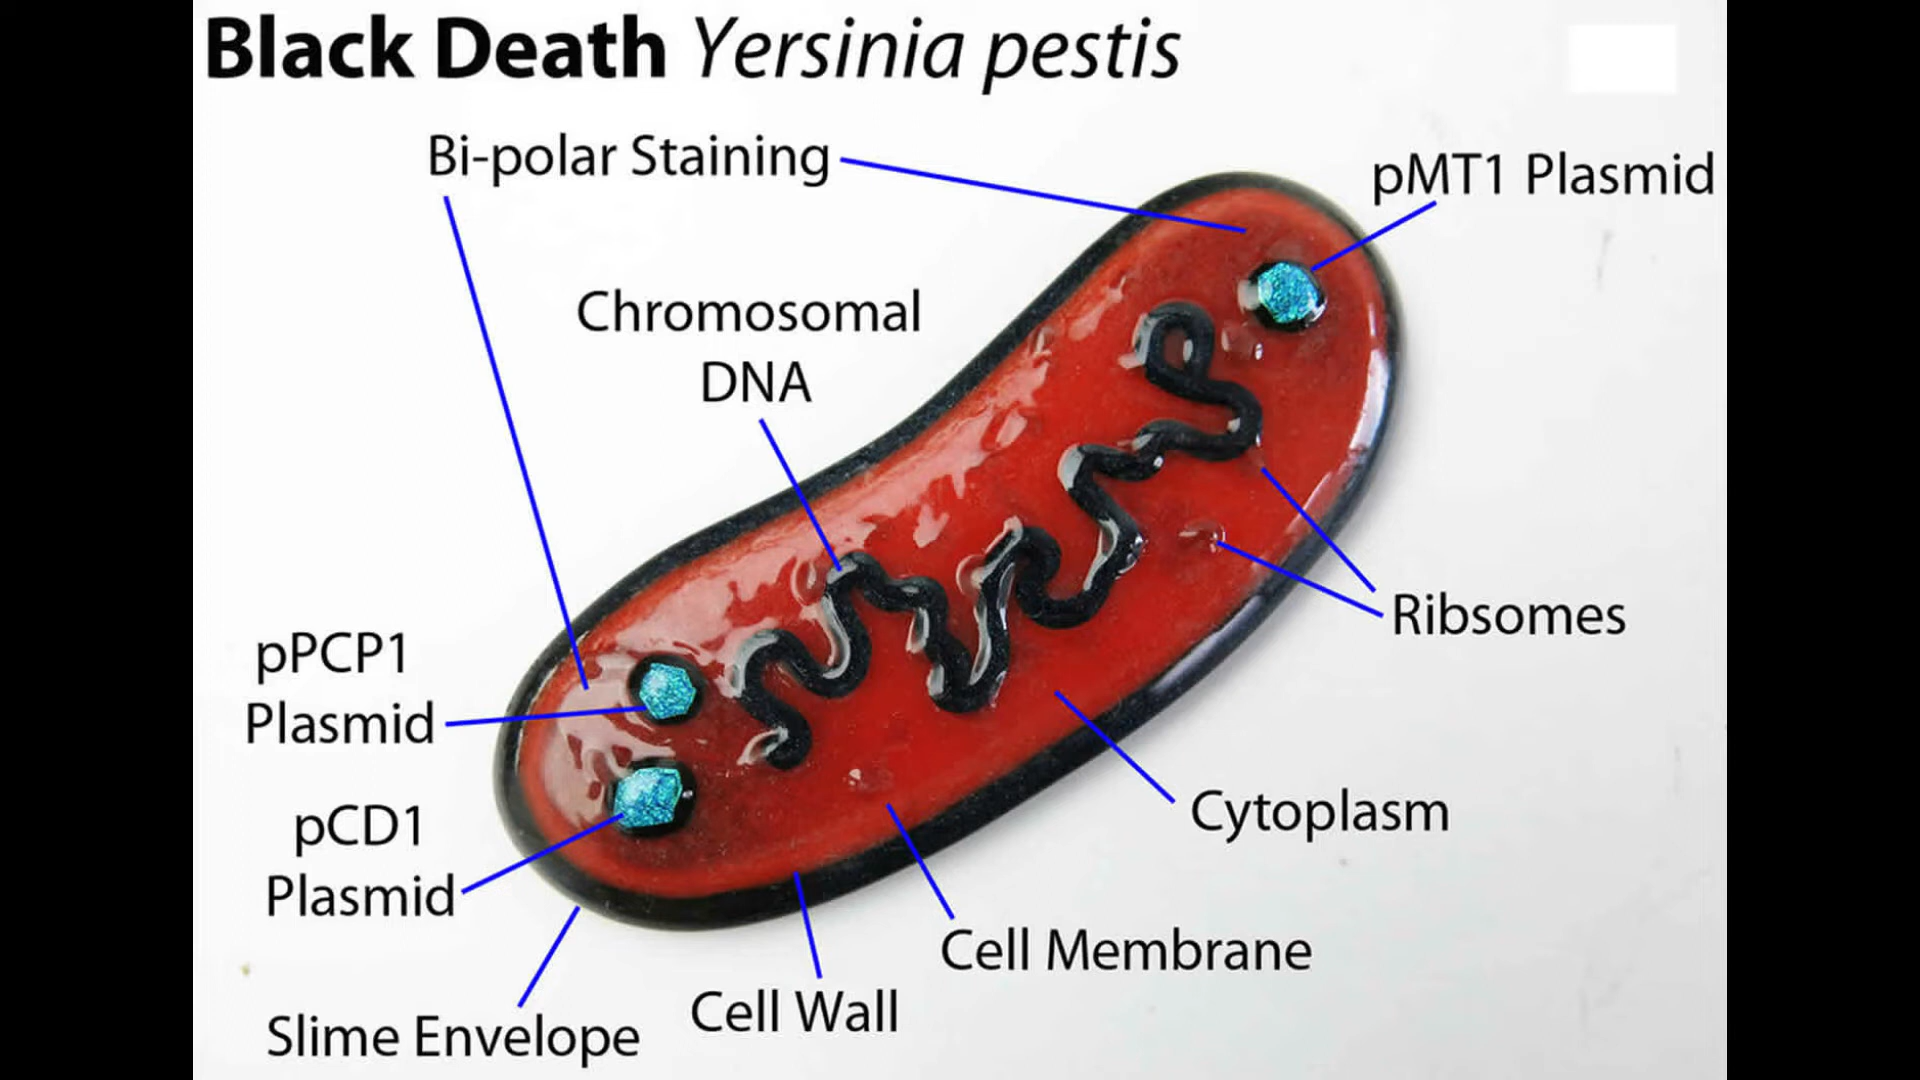 Black Death Yersinia pestis
Bi-polar Staining
pMT1 Plasmid
Chromosomal
DNA
pPCP1
Plasmid
Ribsomes
pCD1
Plasmid
Cytoplasm
Cell Membrane
Cell Wall
Slime Envelope